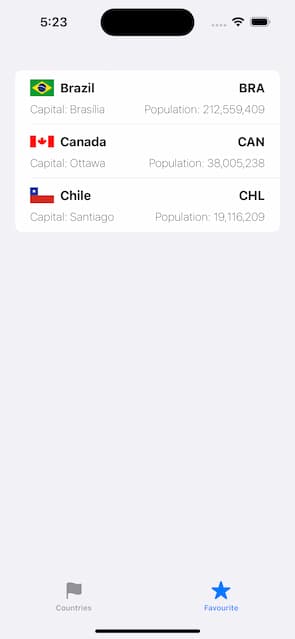 5:23
Brazil BRA
Capital: Brasília Population: 212,559,409
Canada CAN
Capital: Ottawa Population: 38,005,238
Chile CHL
Capital: Santiago Population: 19,116,209
Countries Favourite